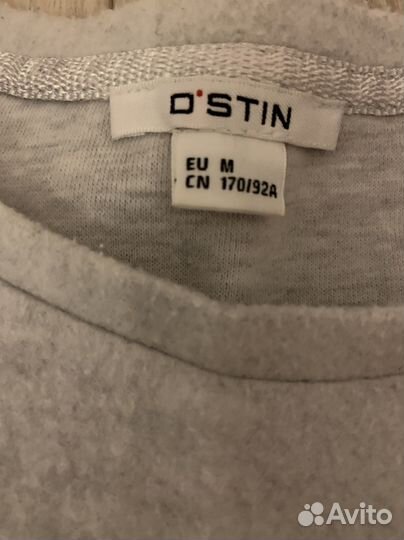 O'STIN
EU M
CN 170/92A
Avito